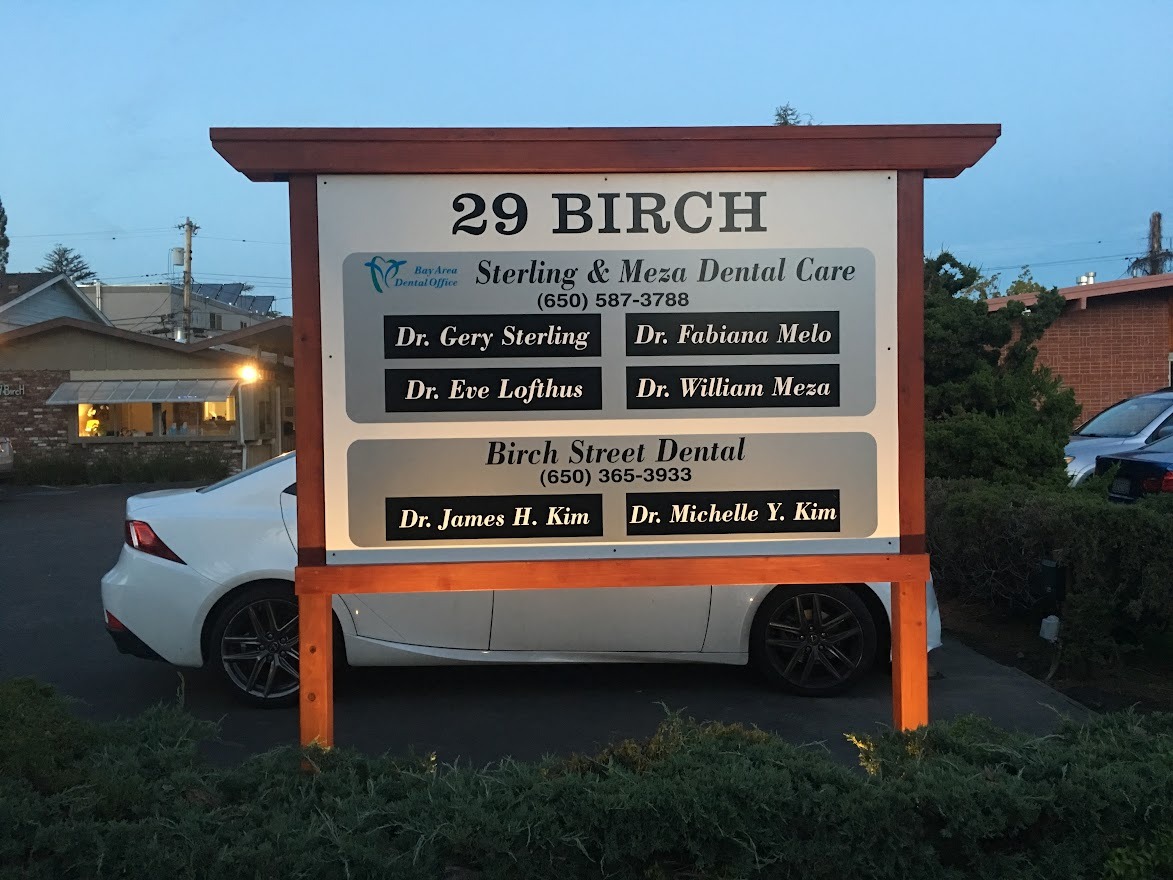 29 BIRCH
Bay Area
Dental Office
Sterling & Meza Dental Care
(650) 587-3788
Dr. Gery Sterling
Dr. Fabiana Melo
Dr. Eve Lofthus
Dr. William Meza
Birch Street Dental
(650) 365-3933
Dr. James H. Kim
Dr. Michelle Y. Kim